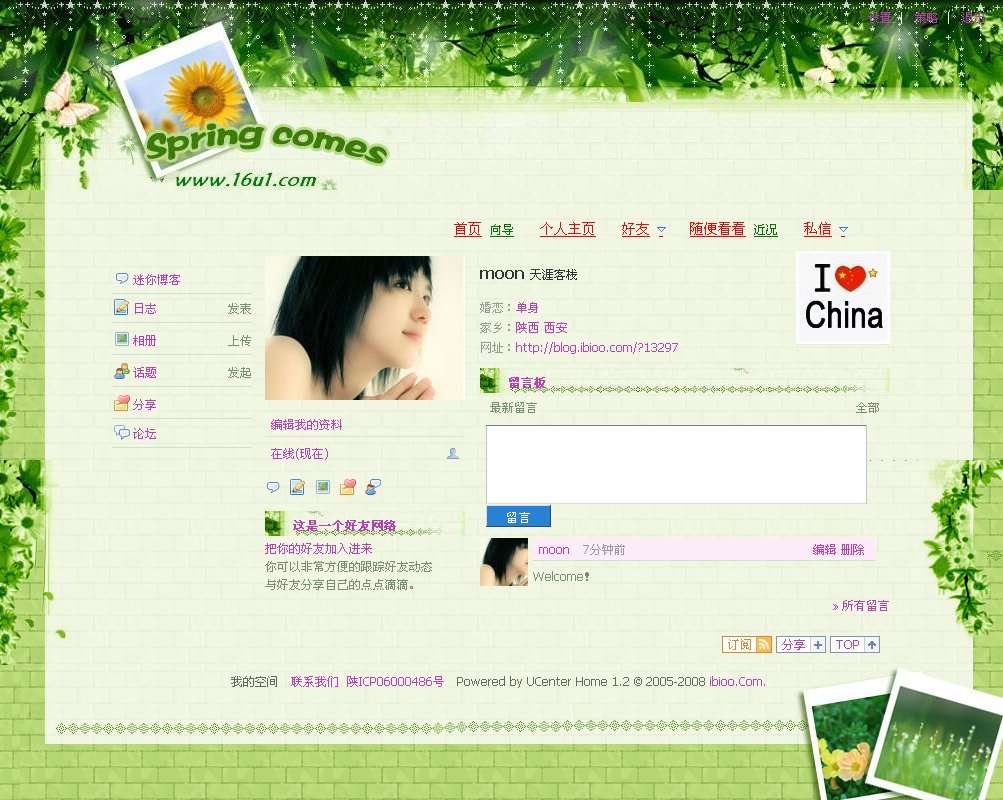 策略
Spring comes
www.16u1.com
首页 向导 个人主页 好友 随便看看 近况 私信
迷你博客
日志 发表
相册 上传
话题 发起
分享
论坛
编辑我的资料
在线(现在)
这是一个好友网络
把你的好友加入进来
你可以非常方便的跟踪好友动态
与好友分享自己的点点滴滴。
moon 天涯客栈
婚恋：单身
家乡：陕西 西安
网址：http://blog.ibioo.com/?13297
I
China
留言板
最新留言 全部
留言
moon 7分钟前 编辑 删除
Welcome!
» 所有留言
订阅 分享 TOP
我的空间 联系我们 陕ICP06000486号 Powered by UCenter Home 1.2 © 2005-2008 ibioo.Com.